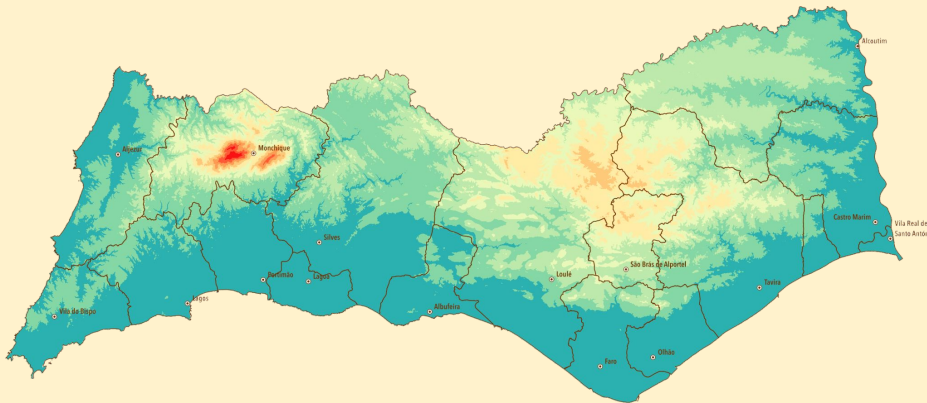 Alcoutim
Aljezur
Monchique
Castro Marim
Vila Real de
Santo Antón
Silves
São Brás de Alportel
Loulé
Portimão
Lagoa
Tavira
Lagos
Albufeira
Vila do Bispo
Olhão
Faro